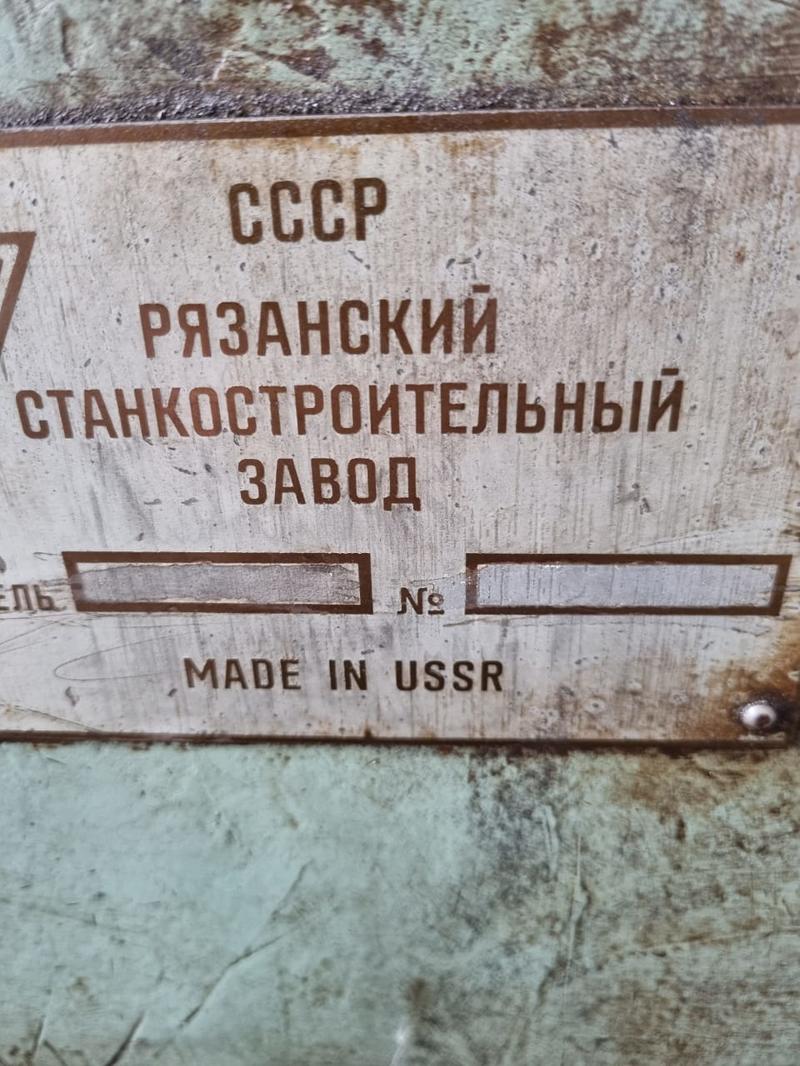 СССР
РЯЗАНСКИЙ
СТАНКОСТРОИТЕЛЬНЫЙ
ЗАВОД
ЕЛЬ №
MADE IN USSR